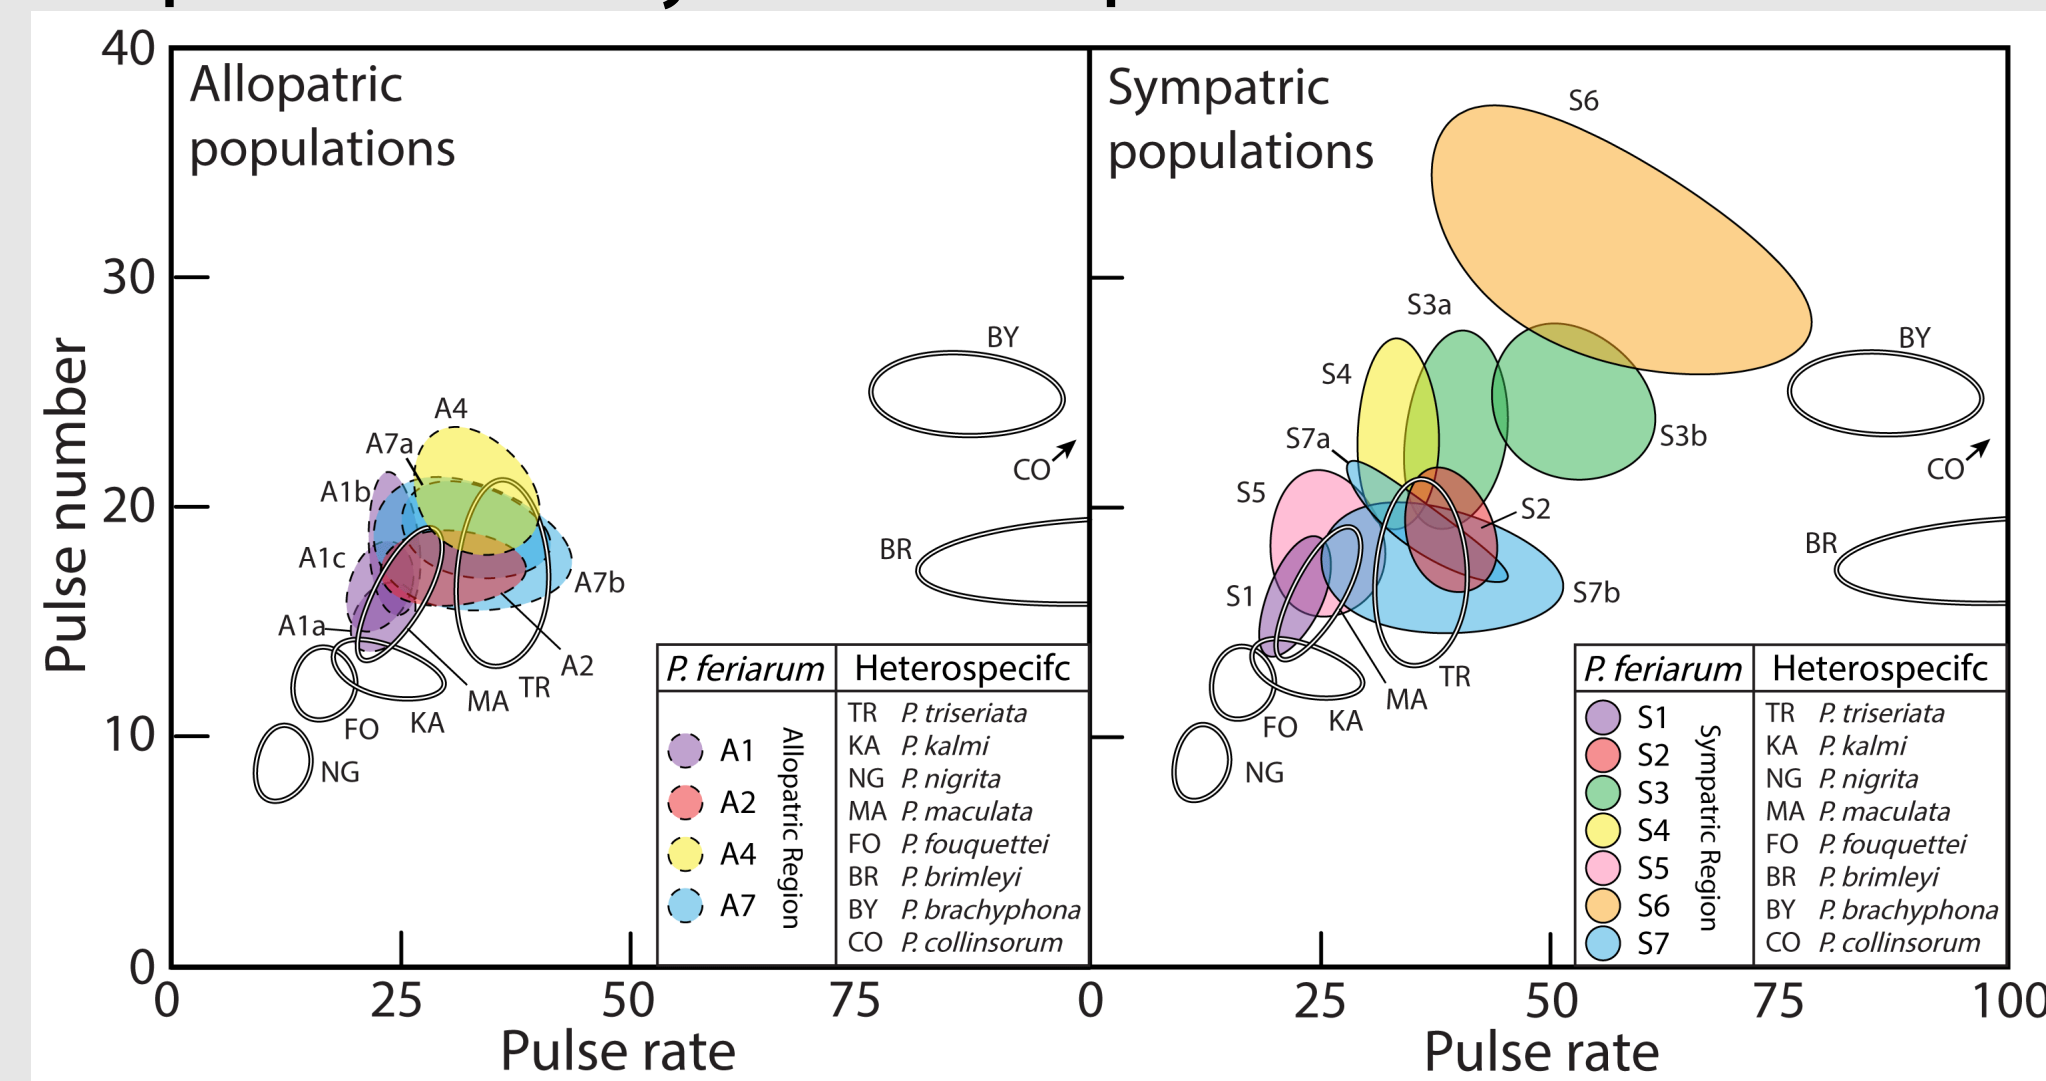 Allopatric
populations
40
30
20
10
0
Pulse number
A4
A7a
A1b
A1c
A1a
A7b
A2
TR
MA
KA
FO
NG
BY
CO
BR
P. feriarum Heterospecifc
A1
A2
A4
A7
Allopatric Region
TR P. triseriata
KA P. kalmi
NG P. nigrita
MA P. maculata
FO P. fouquettei
BR P. brimleyi
BY P. brachyphona
CO P. collinsorum
0 25 50 75
Pulse rate
Sympatric
populations
S6
S3a
S4
S7a
S5
S1
S3b
S2
S7b
TR
MA
KA
FO
NG
BY
CO
BR
P. feriarum Heterospecifc
S1
S2
S3
S4
S5
S6
S7
Sympatric Region
TR P. triseriata
KA P. kalmi
NG P. nigrita
MA P. maculata
FO P. fouquettei
BR P. brimleyi
BY P. brachyphona
CO P. collinsorum
0 25 50 75 100
Pulse rate